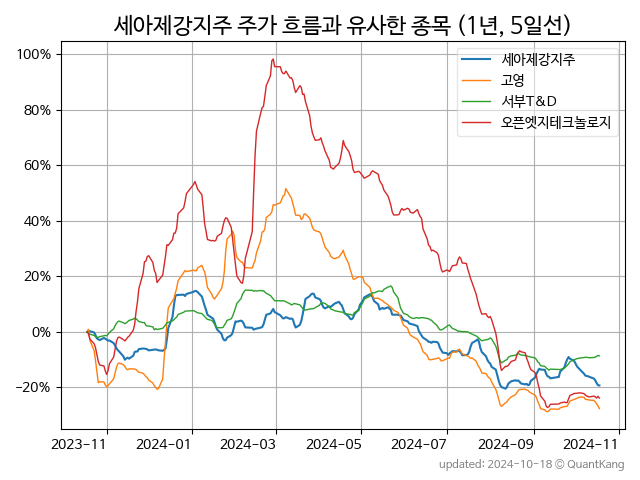 세아제강지주 주가 흐름과 유사한 종목 (1년, 5일선)
세아제강지주
고영
서부T&D
오픈엣지테크놀로지
100%
80%
60%
40%
20%
0%
−20%
2023−11
2024−01
2024−03
2024−05
2024−07
2024−09
2024−11
updated: 2024-10-18 © QuantKang